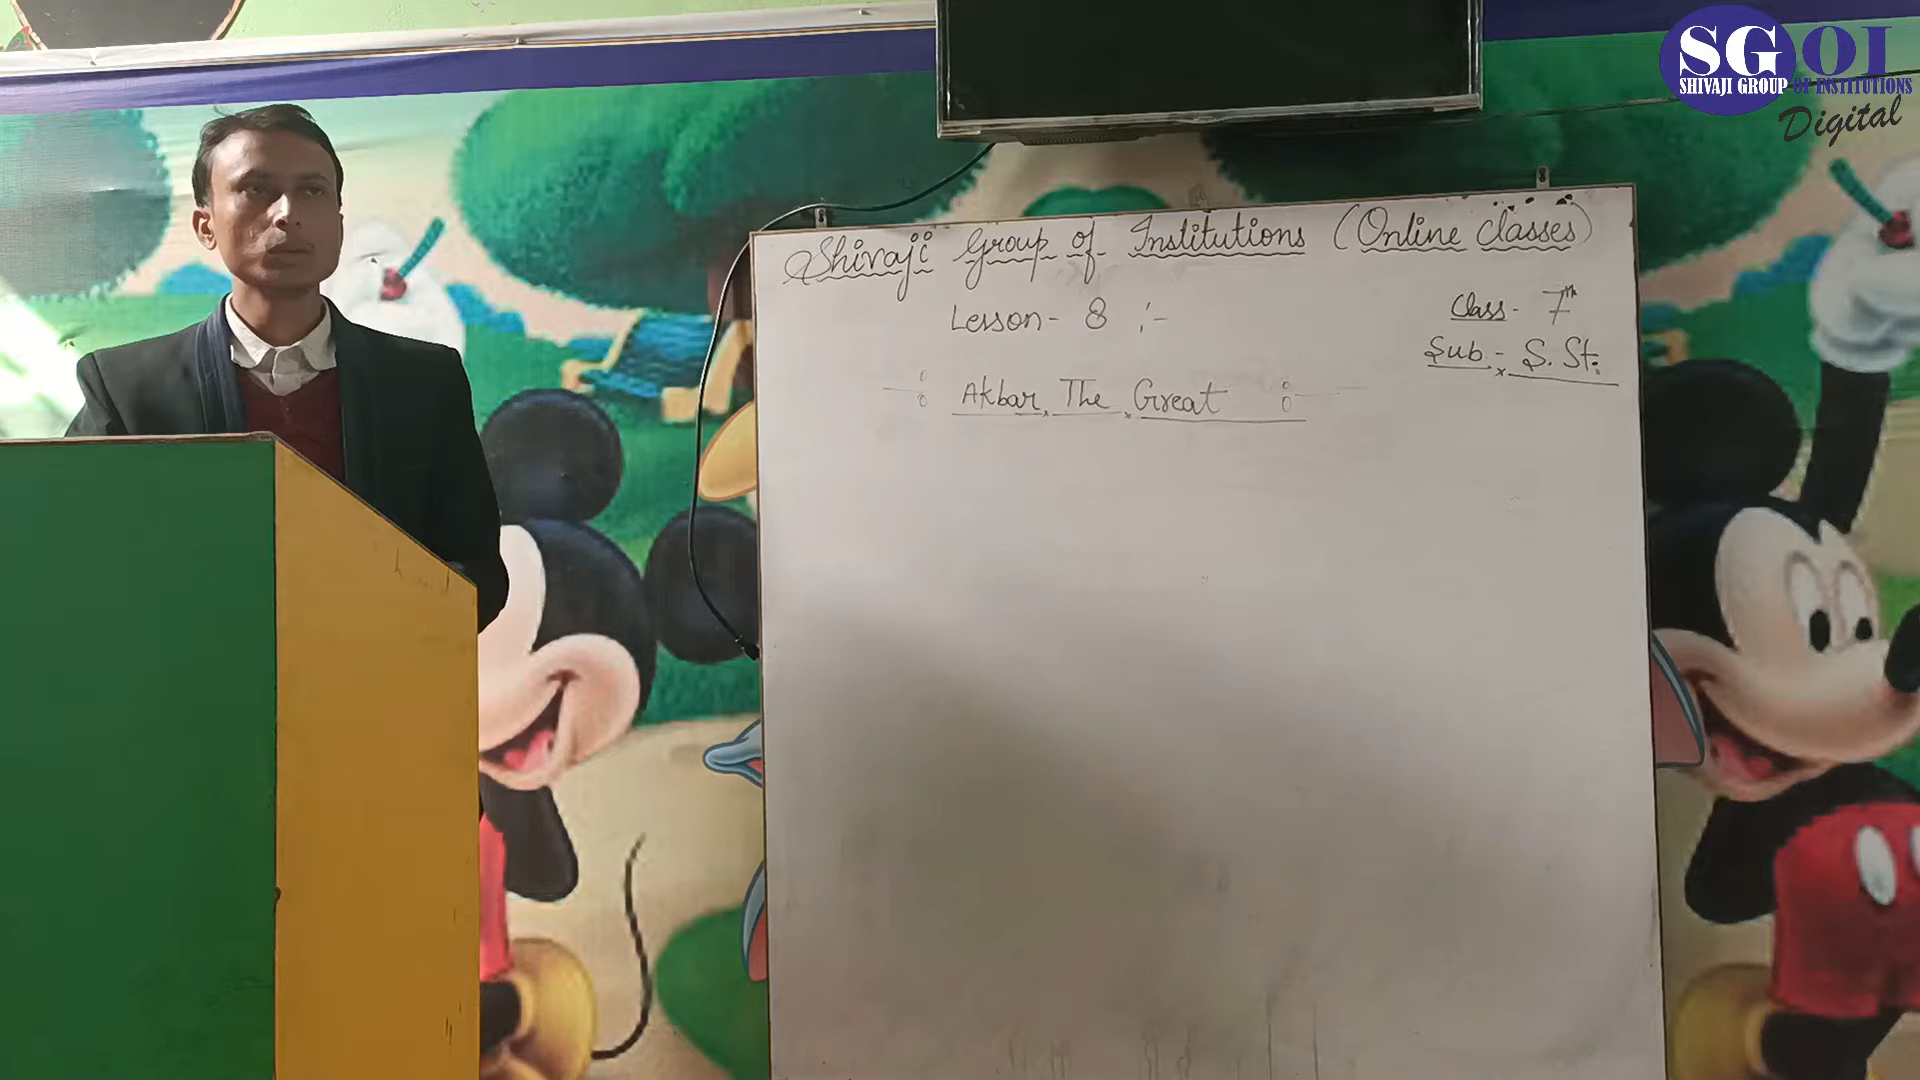 SGOI
SHIVAJI GROUP OF INSTITUTIONS
Digital
Shivaji Group of Institutions (Online classes)
Lesson - 8 :-
Class - 7th
Sub. - S. St.
Akbar The Great